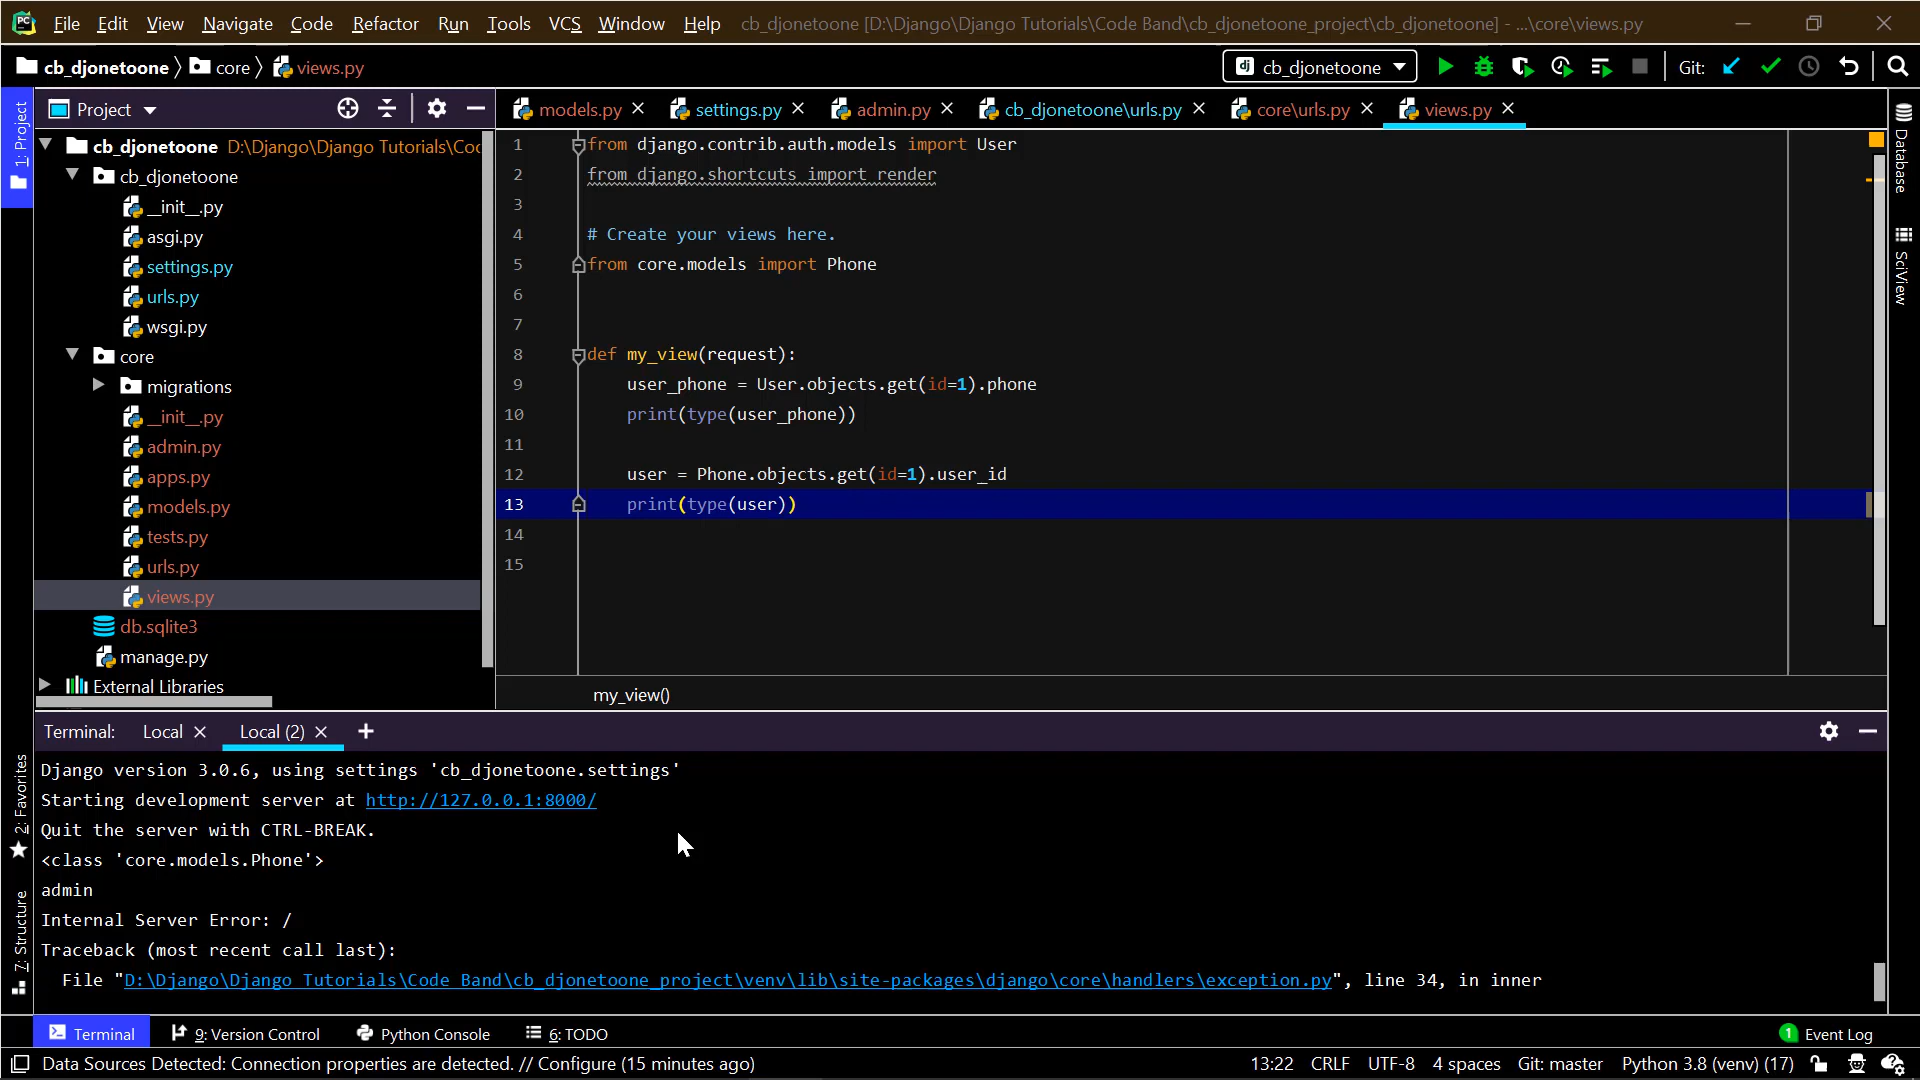 PC File Edit View Navigate Code Refactor Run Tools VCS Window Help cb_djonetoone [D:\Django\Django Tutorials\Code Band\cb_djonetoone_project\cb_djonetoone] - ...\core\views.py
cb_djonetoone core views.py dj cb_djonetoone Git:
1: Project
Project
models.py settings.py admin.py cb_djonetoone\urls.py core\urls.py views.py
Database
SciView
cb_djonetoone D:\Django\Django Tutorials\Coc
cb_djonetoone
__init__.py
asgi.py
settings.py
urls.py
wsgi.py
core
migrations
__init__.py
admin.py
apps.py
models.py
tests.py
urls.py
views.py
db.sqlite3
manage.py
External Libraries
1 from django.contrib.auth.models import User
2 from django.shortcuts import render
3
4 # Create your views here.
5 from core.models import Phone
6
7
8 def my_view(request):
9 user_phone = User.objects.get(id=1).phone
10 print(type(user_phone))
11
12 user = Phone.objects.get(id=1).user_id
13 print(type(user))
14
15
my_view()
Terminal: Local Local (2) +
2: Favorites
7: Structure
Django version 3.0.6, using settings 'cb_djonetoone.settings'
Starting development server at http://127.0.0.1:8000/
Quit the server with CTRL-BREAK.
<class 'core.models.Phone'>
admin
Internal Server Error: /
Traceback (most recent call last):
File "D:\Django\Django Tutorials\Code Band\cb_djonetoone_project\venv\lib\site-packages\django\core\handlers\exception.py", line 34, in inner
Terminal 9: Version Control Python Console 6: TODO 1 Event Log
Data Sources Detected: Connection properties are detected. // Configure (15 minutes ago) 13:22 CRLF UTF-8 4 spaces Git: master Python 3.8 (venv) (17)